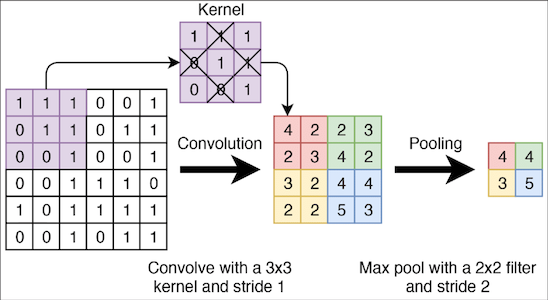 Kernel
1 1 1
0 1 1
0 0 1
1 1 1 0 0 1
0 1 1 0 1 1
0 0 1 0 0 1
0 0 1 1 1 0
1 0 1 1 1 1
0 0 1 0 1 1
Convolution
4 2 2 3
2 3 4 2
3 2 4 4
2 2 5 3
Pooling
4 4
3 5
Convolve with a 3x3
kernel and stride 1
Max pool with a 2x2 filter
and stride 2